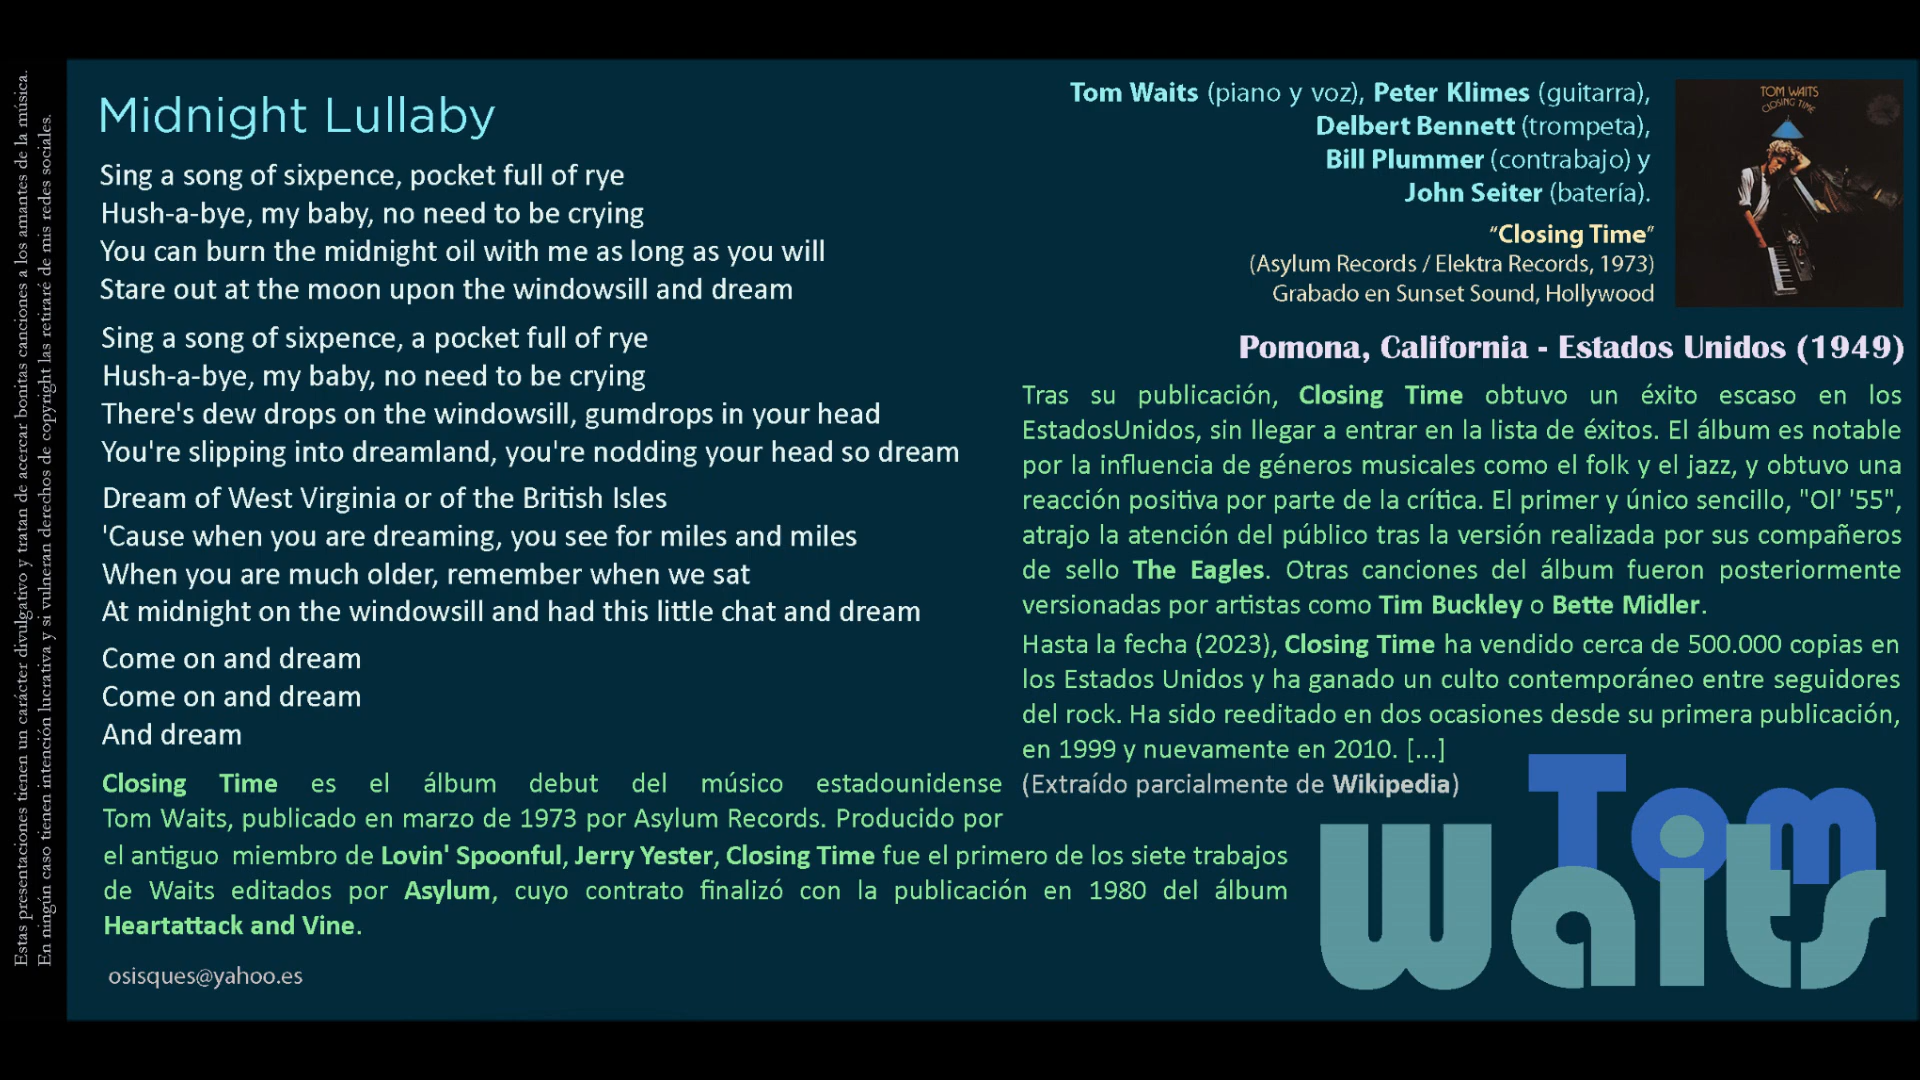 Estas presentaciones tienen un carácter divulgativo y tratan de acercar bonitas canciones a los amantes de la música.
En ningún caso tienen intención lucrativa y si vulneran derechos de copyright las retiraré de mis redes sociales.
Midnight Lullaby
Sing a song of sixpence, pocket full of rye
Hush-a-bye, my baby, no need to be crying
You can burn the midnight oil with me as long as you will
Stare out at the moon upon the windowsill and dream
Sing a song of sixpence, a pocket full of rye
Hush-a-bye, my baby, no need to be crying
There's dew drops on the windowsill, gumdrops in your head
You're slipping into dreamland, you're nodding your head so dream
Dream of West Virginia or of the British Isles
'Cause when you are dreaming, you see for miles and miles
When you are much older, remember when we sat
At midnight on the windowsill and had this little chat and dream
Come on and dream
Come on and dream
And dream
Closing Time es el álbum debut del músico estadounidense
Tom Waits, publicado en marzo de 1973 por Asylum Records. Producido por
el antiguo miembro de Lovin' Spoonful, Jerry Yester, Closing Time fue el primero de los siete trabajos
de Waits editados por Asylum, cuyo contrato finalizó con la publicación en 1980 del álbum
Heartattack and Vine.
osisques@yahoo.es
Tom Waits (piano y voz), Peter Klimes (guitarra),
Delbert Bennett (trompeta),
Bill Plummer (contrabajo) y
John Seiter (batería).
"Closing Time"
(Asylum Records / Elektra Records, 1973)
Grabado en Sunset Sound, Hollywood
TOM WAITS
CLOSING TIME
Pomona, California - Estados Unidos (1949)
Tras su publicación, Closing Time obtuvo un éxito escaso en los
EstadosUnidos, sin llegar a entrar en la lista de éxitos. El álbum es notable
por la influencia de géneros musicales como el folk y el jazz, y obtuvo una
reacción positiva por parte de la crítica. El primer y único sencillo, "Ol' '55",
atrajo la atención del público tras la versión realizada por sus compañeros
de sello The Eagles. Otras canciones del álbum fueron posteriormente
versionadas por artistas como Tim Buckley o Bette Midler.
Hasta la fecha (2023), Closing Time ha vendido cerca de 500.000 copias en
los Estados Unidos y ha ganado un culto contemporáneo entre seguidores
del rock. Ha sido reeditado en dos ocasiones desde su primera publicación,
en 1999 y nuevamente en 2010. [...]
(Extraído parcialmente de Wikipedia)
Tom
Waits